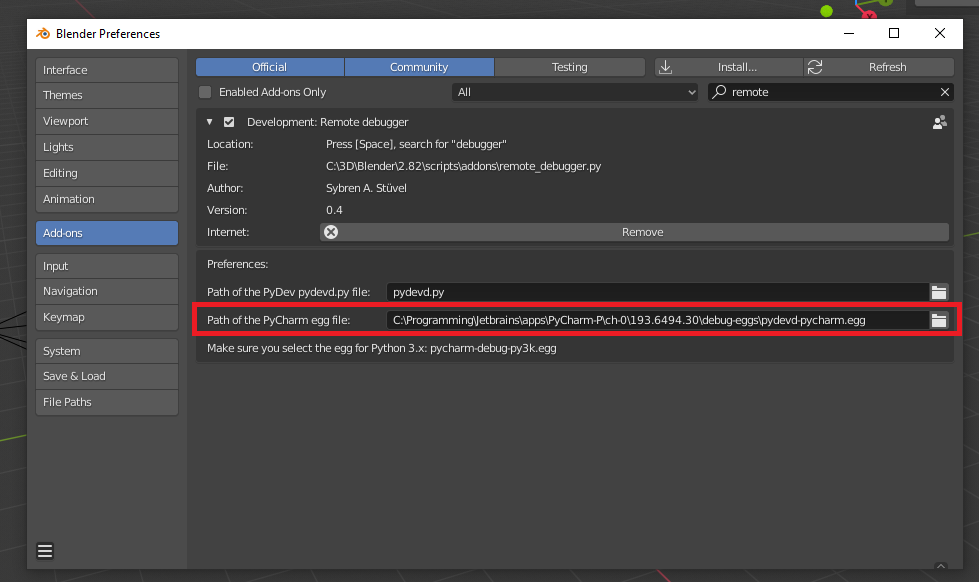 Blender Preferences
Interface
Themes
Viewport
Lights
Editing
Animation
Add-ons
Input
Navigation
Keymap
System
Save & Load
File Paths
Official Community Testing Install... Refresh
Enabled Add-ons Only All remote
Development: Remote debugger
Location: Press [Space], search for "debugger"
File: C:\3D\Blender\2.82\scripts\addons\remote_debugger.py
Author: Sybren A. Stüvel
Version: 0.4
Internet: Remove
Preferences:
Path of the PyDev pydevd.py file: pydevd.py
Path of the PyCharm egg file: C:\Programming\Jetbrains\apps\PyCharm-P\ch-0\193.6494.30\debug-eggs\pydevd-pycharm.egg
Make sure you select the egg for Python 3.x: pycharm-debug-py3k.egg